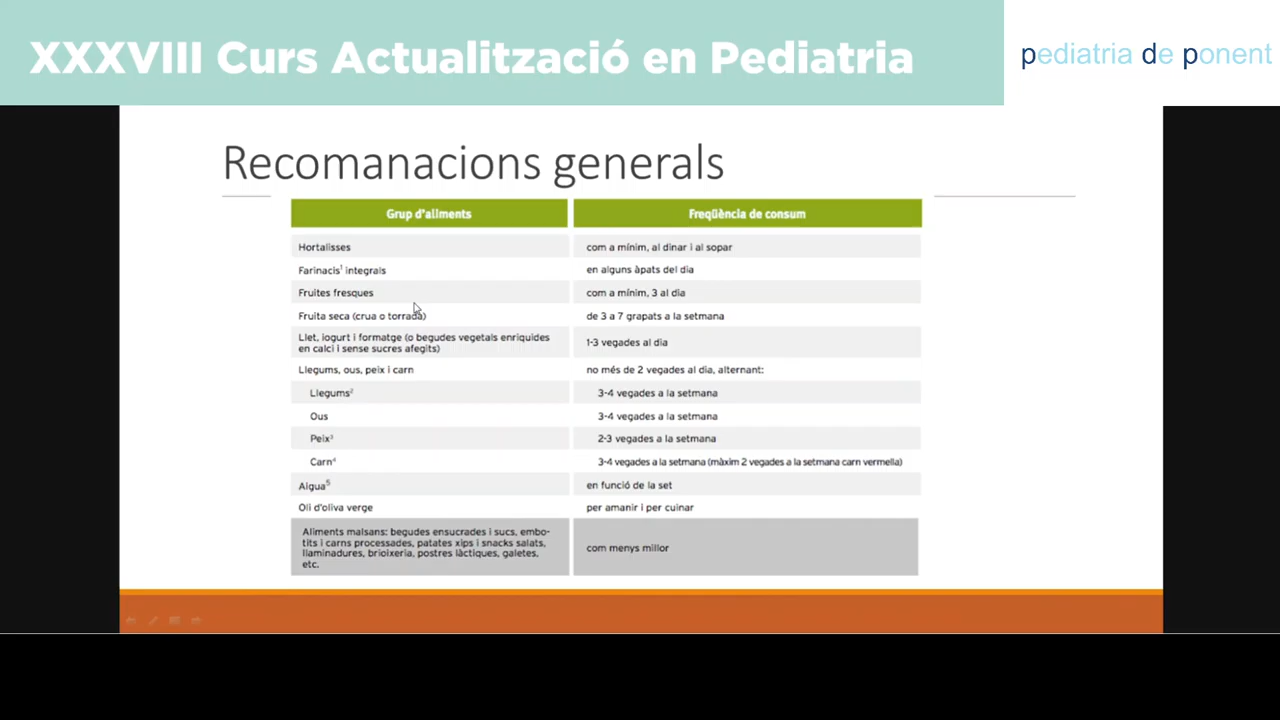 XXXVIII Curs Actualització en Pediatria
pediatria de ponent
Recomanacions generals
Grup d'aliments
Freqüència de consum
Hortalisses
com a mínim, al dinar i al sopar
Farinacis¹ integrals
en alguns àpats del dia
Fruites fresques
com a mínim, 3 al dia
Fruita seca (crua o torrada)
de 3 a 7 grapats a la setmana
Llet, iogurt i formatge (o begudes vegetals enriquides
en calci i sense sucres afegits)
1-3 vegades al dia
Llegums, ous, peix i carn
no més de 2 vegades al dia, alternant:
Llegums²
3-4 vegades a la setmana
Ous
3-4 vegades a la setmana
Peix³
2-3 vegades a la setmana
Carn⁴
3-4 vegades a la setmana (màxim 2 vegades a la setmana carn vermella)
Aigua⁵
en funció de la set
Oli d'oliva verge
per amanir i per cuinar
Aliments malsans: begudes ensucrades i sucs, embo-
tits i carns processades, patates xips i snacks salats,
llaminadures, brioixeria, postres làctiques, galetes,
etc.
com menys millor